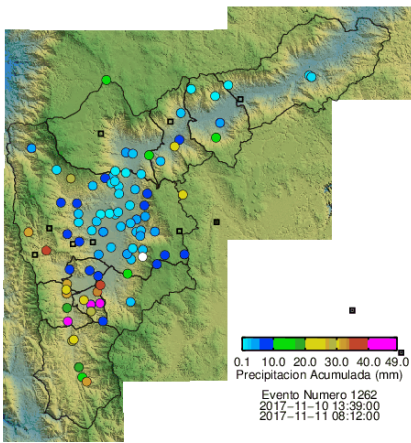 0.1 10.0 20.0 30.0 40.0 49.0
Precipitacion Acumulada (mm)
Evento Numero 1262
2017-11-10 13:39:00
2017-11-11 08:12:00